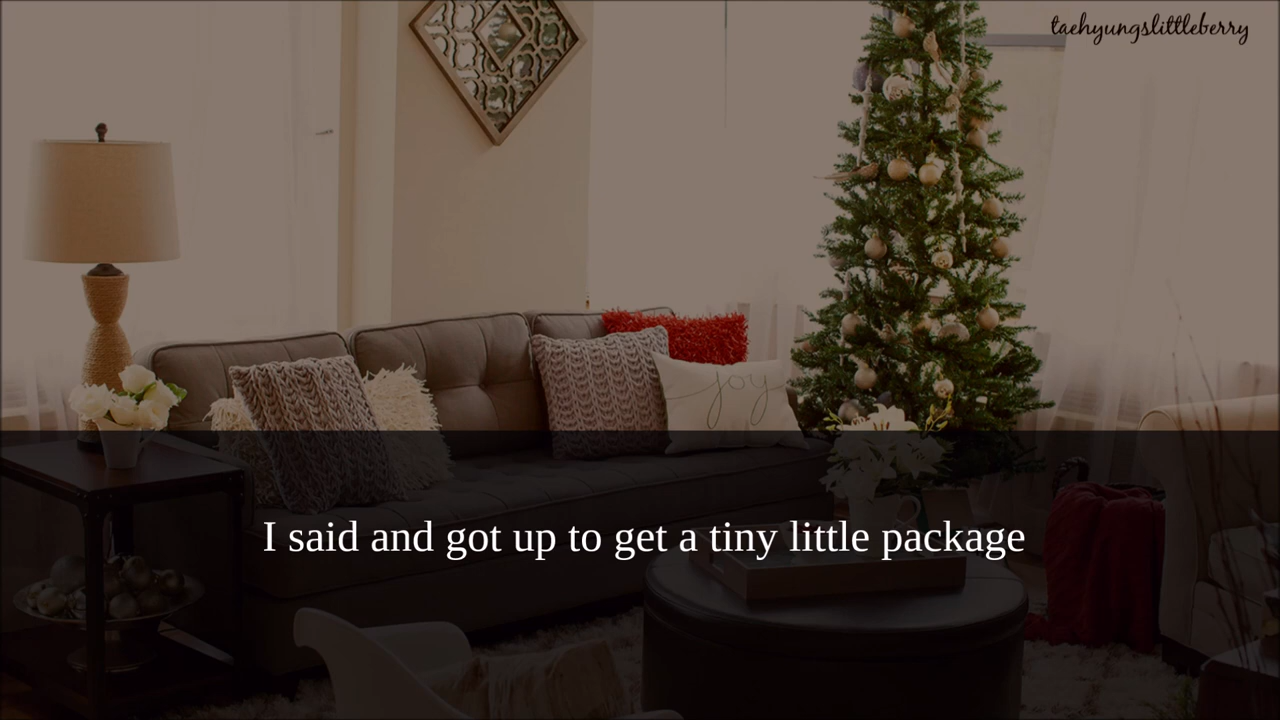 taehyungslittleberry
joy
I said and got up to get a tiny little package